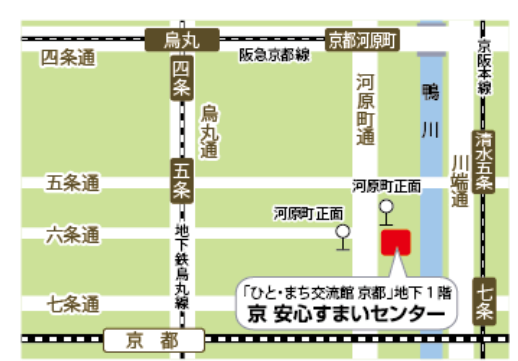 烏丸
京都河原町
四条通
阪急京都線
京阪本線
四条
烏丸通
河原町通
鴨川
川端通
清水五条
五条通
五条
河原町正面
河原町正面
六条通
地下鉄烏丸線
「ひと・まち交流館 京都」地下1階
京 安心すまいセンター
七条通
七条
京都